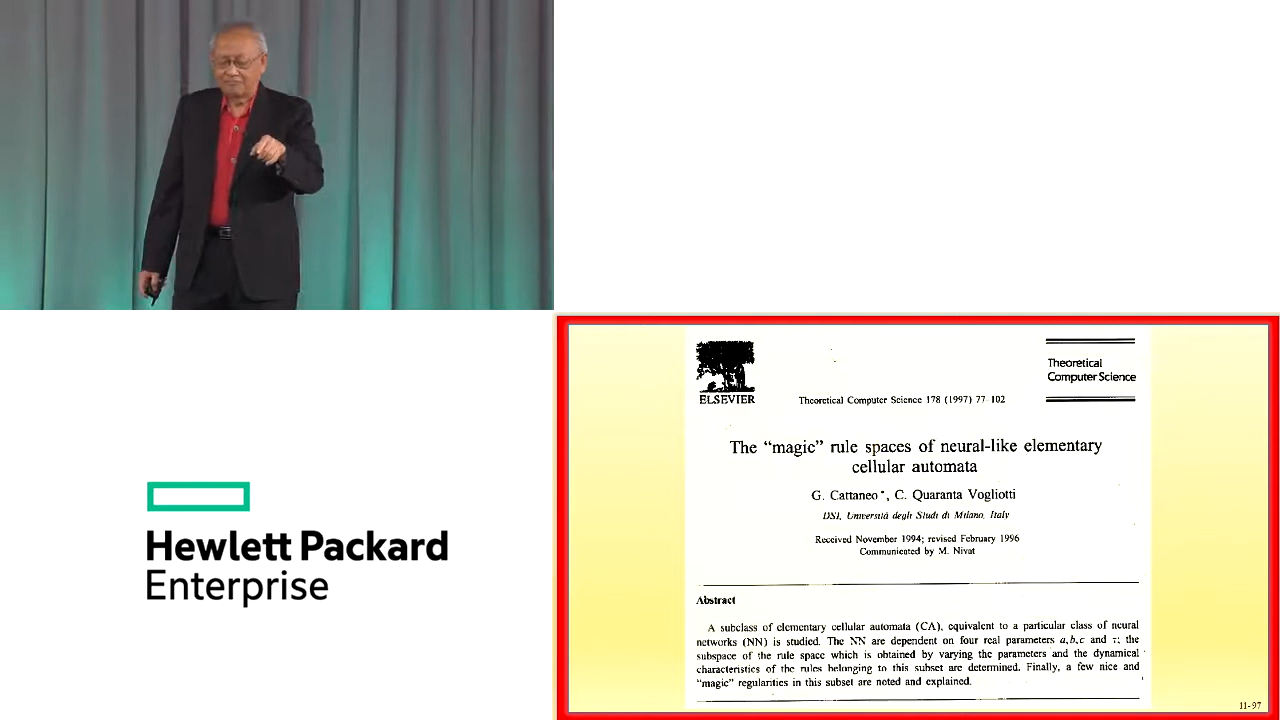 Hewlett Packard
Enterprise
ELSEVIER
Theoretical
Computer Science
Theoretical Computer Science 178 (1997) 77-102
The “magic” rule spaces of neural-like elementary
cellular automata
G. Cattaneo*, C. Quaranta Vogliotti
DSI, Università degli Studi di Milano, Italy
Received November 1994; revised February 1996
Communicated by M. Nivat
Abstract
A subclass of elementary cellular automata (CA), equivalent to a particular class of neural
networks (NN) is studied. The NN are dependent on four real parameters a, b, c and τ; the
subspace of the rule space which is obtained by varying the parameters and the dynamical
characteristics of the rules belonging to this subset are determined. Finally, a few nice and
“magic” regularities in this subset are noted and explained.
11-97